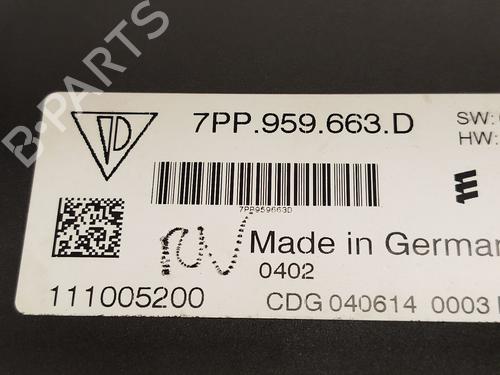 B-PARTS
7PP.959.663.D
SW:
HW:
7PP959663D
Made in German
0402
111005200
CDG 040614 0003